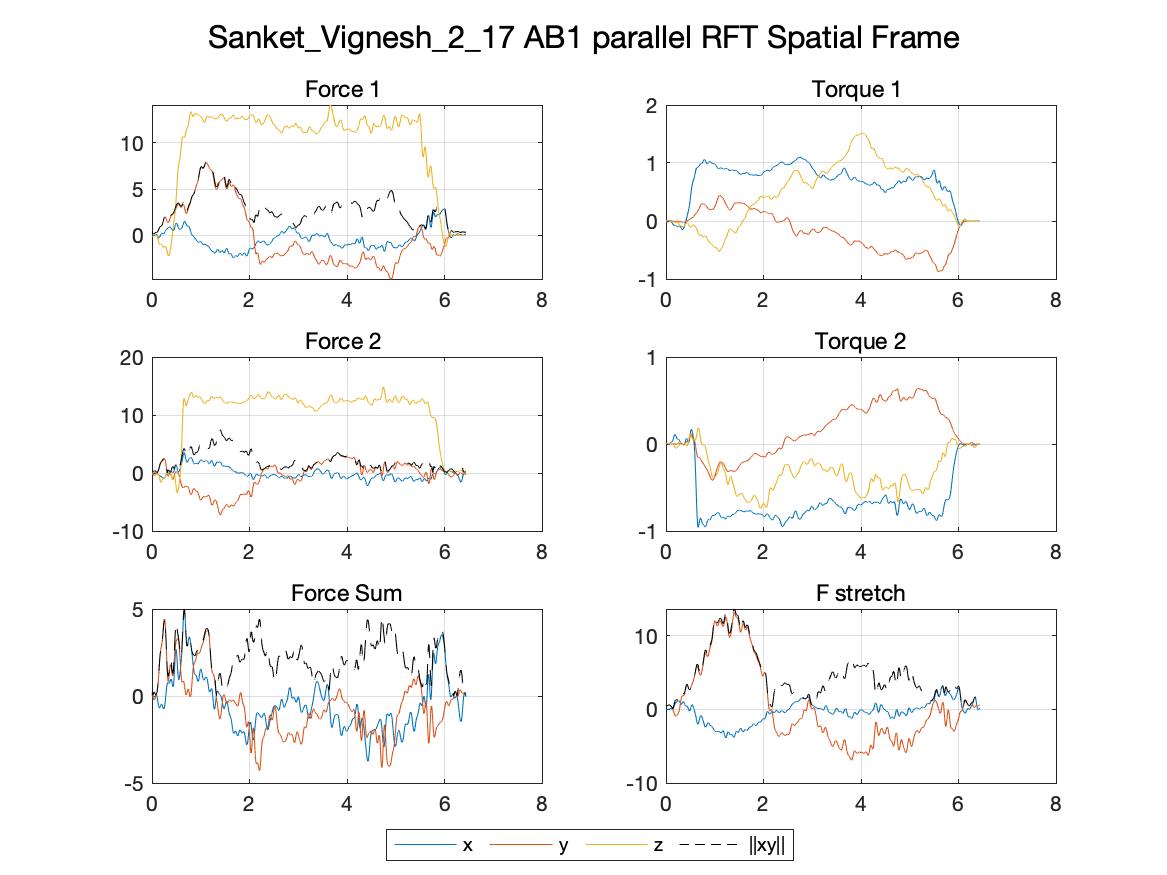 Sanket_Vignesh_2_17 AB1 parallel RFT Spatial Frame
Force 1
10
5
0
0 2 4 6 8
Torque 1
2
1
0
-1
0 2 4 6 8
Force 2
20
10
0
-10
0 2 4 6 8
Torque 2
1
0
-1
0 2 4 6 8
Force Sum
5
0
-5
0 2 4 6 8
F stretch
10
0
-10
0 2 4 6 8
x y z ||xy||